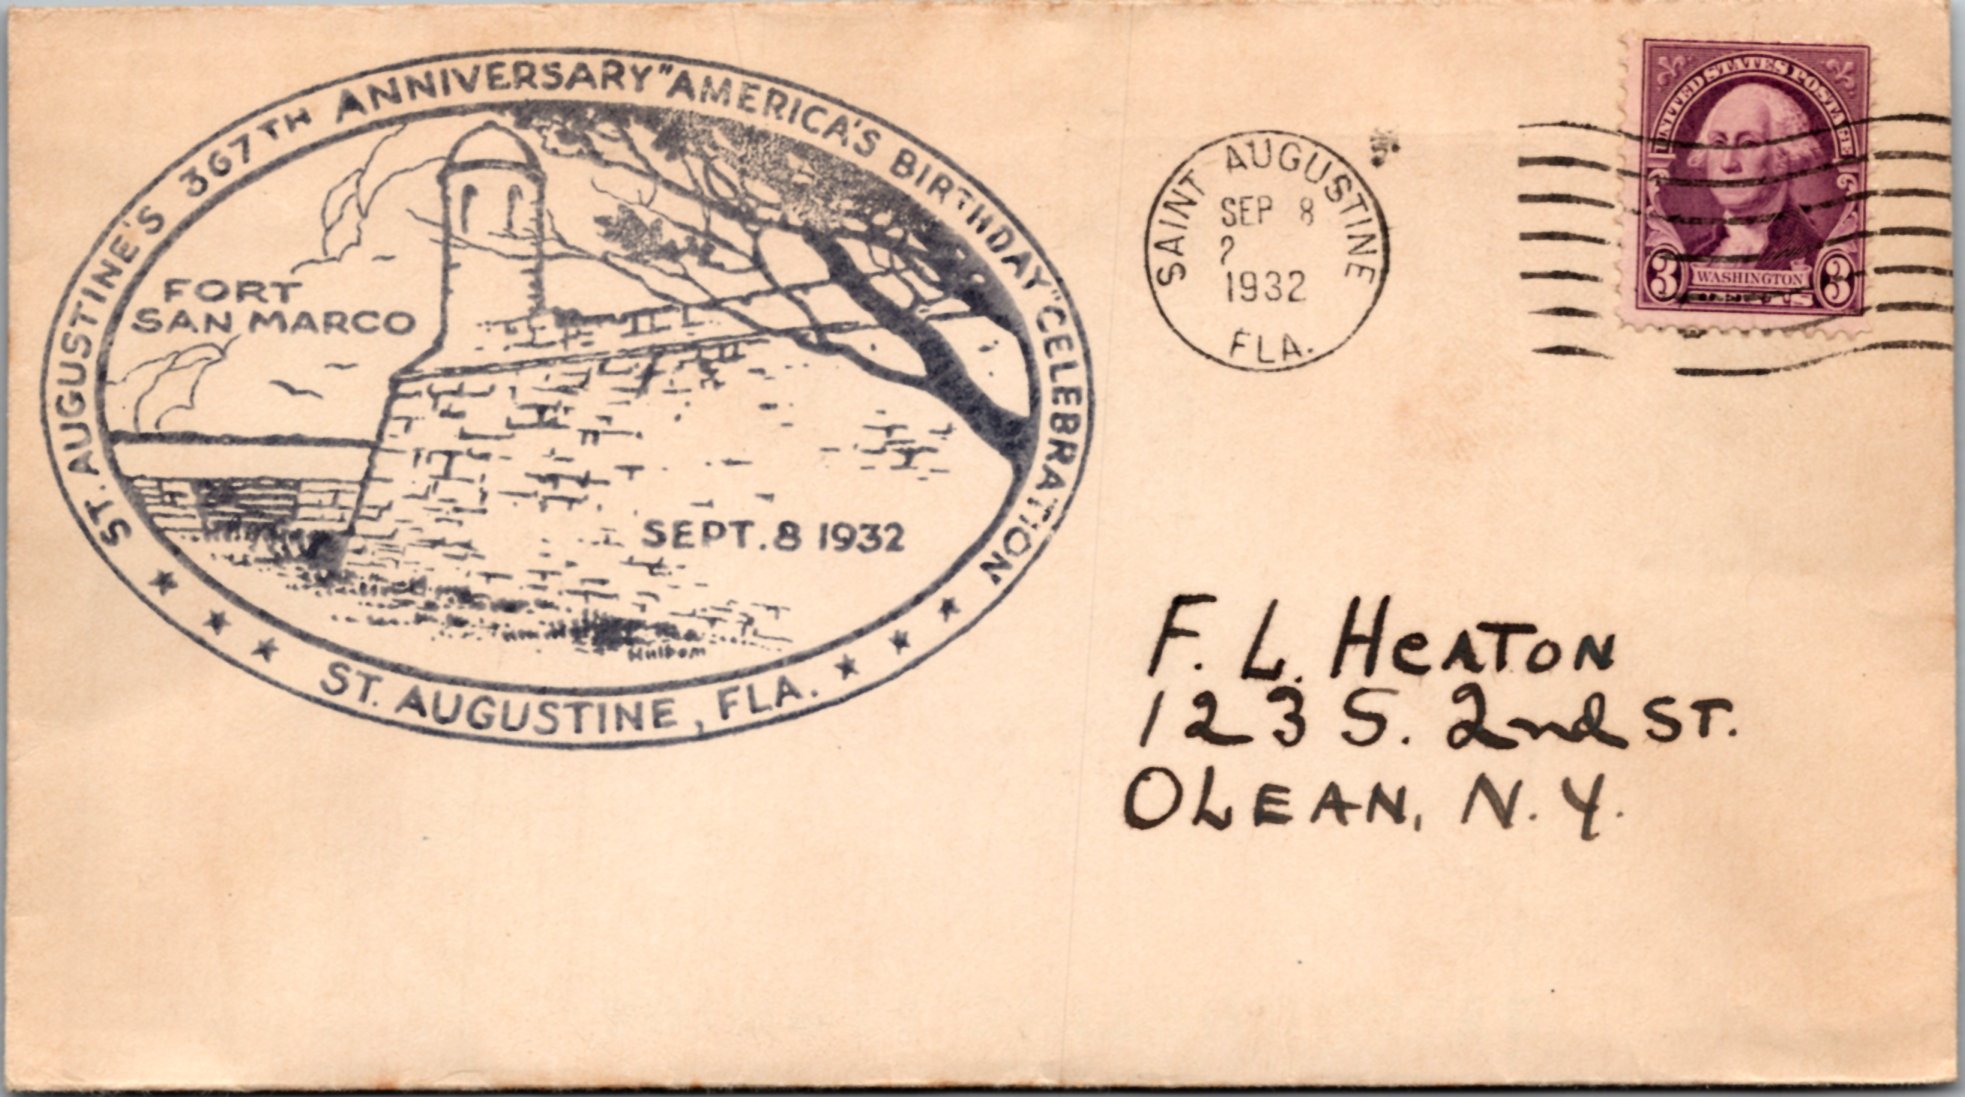 ST. AUGUSTINE'S 367TH ANNIVERSARY "AMERICA'S BIRTHDAY" CELEBRATION
FORT
SAN MARCO
SEPT. 8 1932
ST. AUGUSTINE, FLA.
SAINT AUGUSTINE
SEP 8
2
1932
FLA.
UNITED STATES POSTAGE
3 WASHINGTON 3
F. L. HEATON
123 S. 2nd ST.
OLEAN, N.Y.